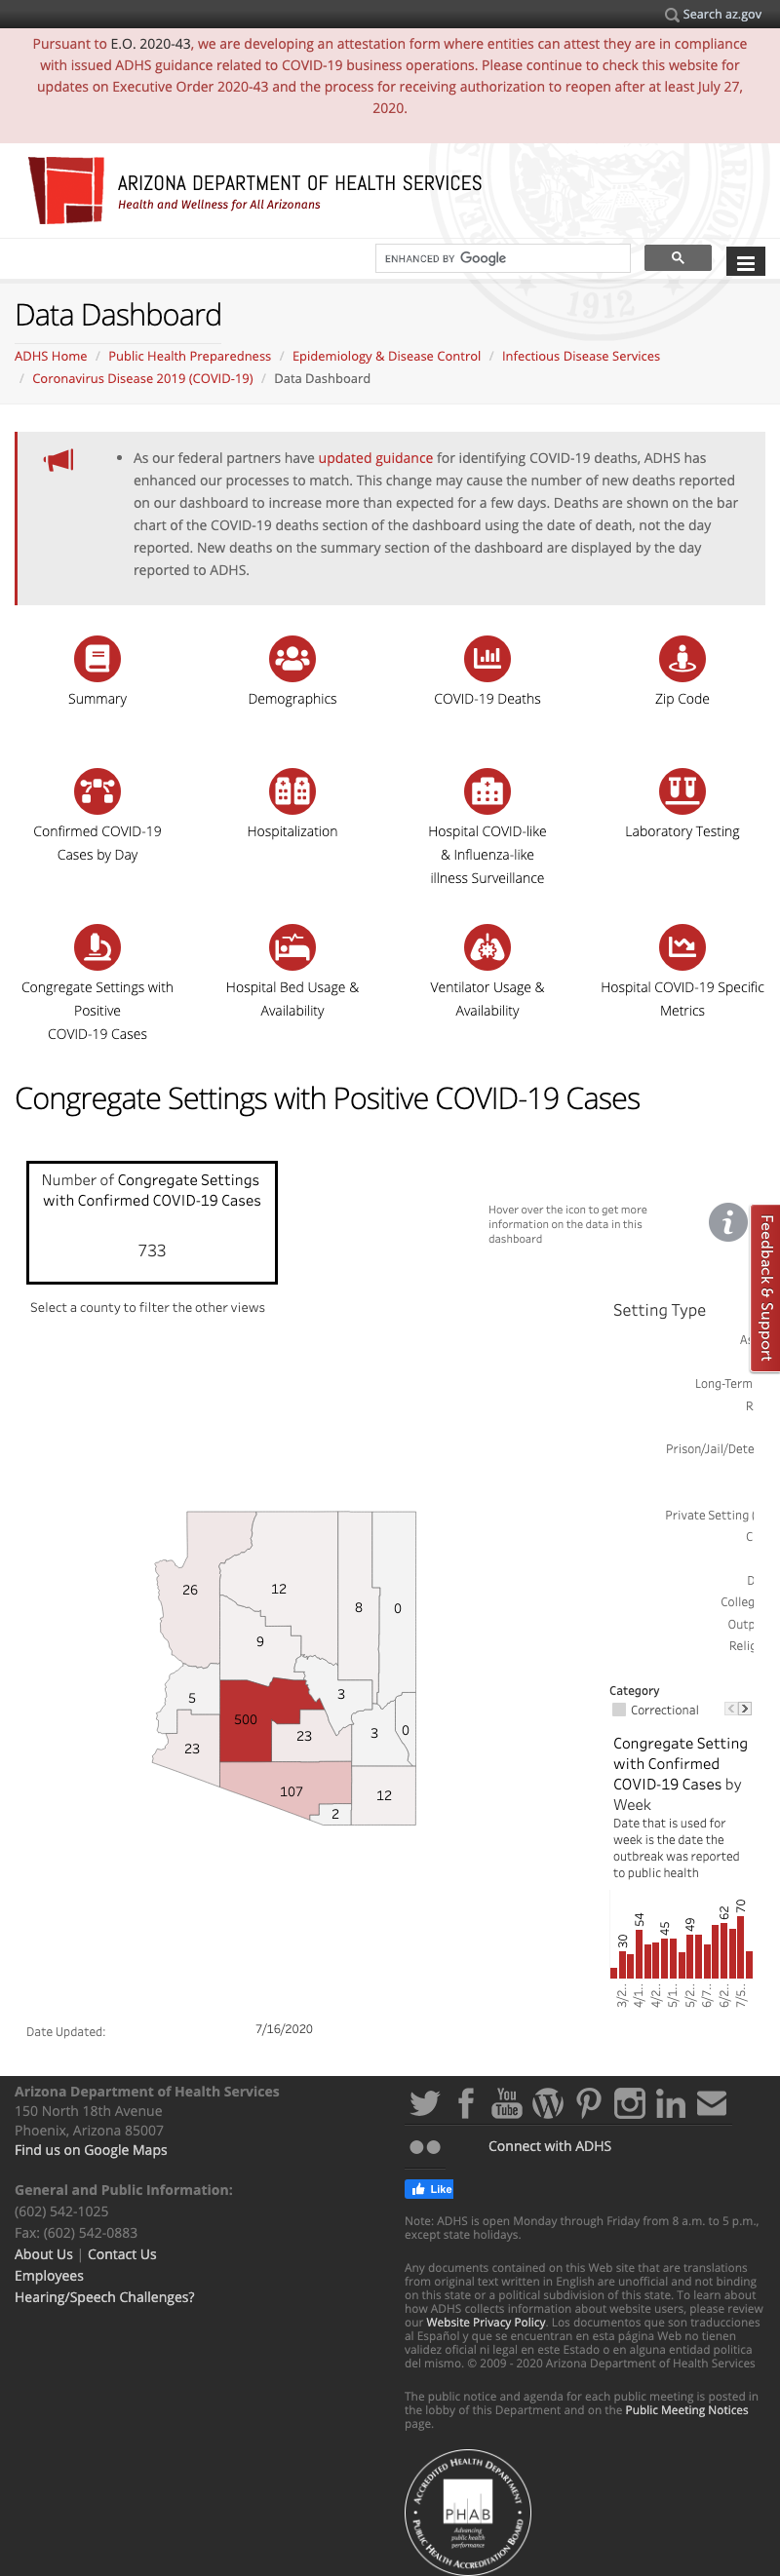 Search az.gov
Pursuant to E.O. 2020-43, we are developing an attestation form where entities can attest they are in compliance
with issued ADHS guidance related to COVID-19 business operations. Please continue to check this website for
updates on Executive Order 2020-43 and the process for receiving authorization to reopen after at least July 27,
2020.
ARIZONA DEPARTMENT OF HEALTH SERVICES
Health and Wellness for All Arizonans
1912
ENHANCED BY Google
Data Dashboard
ADHS Home / Public Health Preparedness / Epidemiology & Disease Control / Infectious Disease Services
/ Coronavirus Disease 2019 (COVID-19) / Data Dashboard
• As our federal partners have updated guidance for identifying COVID-19 deaths, ADHS has
enhanced our processes to match. This change may cause the number of new deaths reported
on our dashboard to increase more than expected for a few days. Deaths are shown on the bar
chart of the COVID-19 deaths section of the dashboard using the date of death, not the day
reported. New deaths on the summary section of the dashboard are displayed by the day
reported to ADHS.
Summary
Demographics
COVID-19 Deaths
Zip Code
Confirmed COVID-19
Cases by Day
Hospitalization
Hospital COVID-like
& Influenza-like
illness Surveillance
Laboratory Testing
Congregate Settings with
Positive
COVID-19 Cases
Hospital Bed Usage &
Availability
Ventilator Usage &
Availability
Hospital COVID-19 Specific
Metrics
Congregate Settings with Positive COVID-19 Cases
Number of Congregate Settings
with Confirmed COVID-19 Cases
733
Hover over the icon to get more
information on the data in this
dashboard
i
Feedback & Support
Select a county to filter the other views
Setting Type
As
Long-Term
R
Prison/Jail/Dete
Private Setting (
C
D
Colleg
Outp
Relig
26
12
8
0
9
5
3
500
23
3
0
23
107
12
2
Category
Correctional
Congregate Setting
with Confirmed
COVID-19 Cases by
Week
Date that is used for
week is the date the
outbreak was reported
to public health
30
54
45
49
62
70
3/2..
4/1..
4/2..
5/1..
5/2..
6/7..
6/2..
7/5..
Date Updated:
7/16/2020
Arizona Department of Health Services
150 North 18th Avenue
Phoenix, Arizona 85007
Find us on Google Maps
General and Public Information:
(602) 542-1025
Fax: (602) 542-0883
About Us | Contact Us
Employees
Hearing/Speech Challenges?
You
Tube
Connect with ADHS
Like
Note: ADHS is open Monday through Friday from 8 a.m. to 5 p.m.,
except state holidays.
Any documents contained on this Web site that are translations
from original text written in English are unofficial and not binding
on this state or a political subdivision of this state. To learn about
how ADHS collects information about website users, please review
our Website Privacy Policy. Los documentos que son traducciones
al Español y que se encuentran en esta página Web no tienen
validez oficial ni legal en este Estado o en alguna entidad política
del mismo. © 2009 - 2020 Arizona Department of Health Services
The public notice and agenda for each public meeting is posted in
the lobby of this Department and on the Public Meeting Notices
page.
ACCREDITED HEALTH DEPARTMENT
PHAB
Advancing
public health
performance
PUBLIC HEALTH ACCREDITATION BOARD